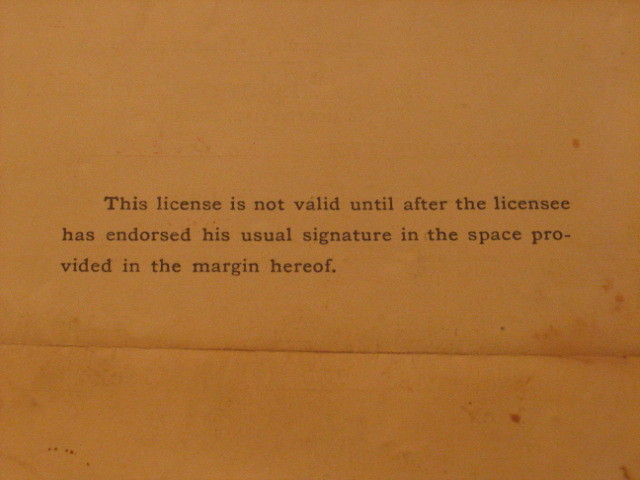 This license is not valid until after the licensee
has endorsed his usual signature in the space pro-
vided in the margin hereof.